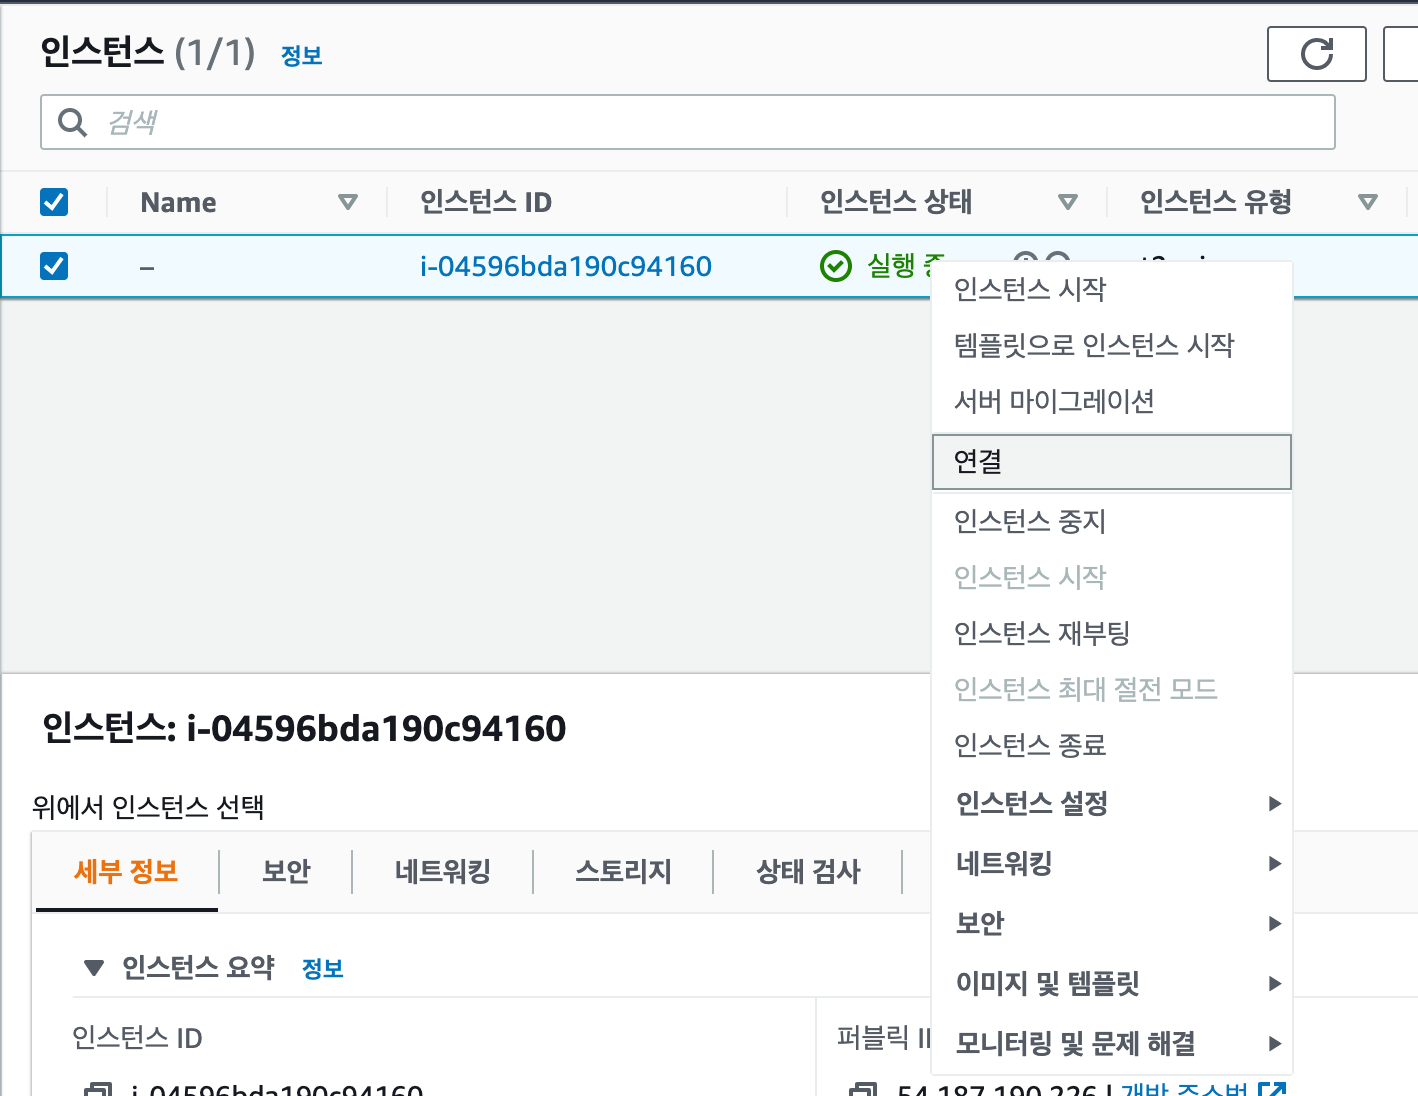 인스턴스 (1/1) 정보
검색
Name 인스턴스 ID 인스턴스 상태 인스턴스 유형
– i-04596bda190c94160 실행 중
인스턴스 시작
템플릿으로 인스턴스 시작
서버 마이그레이션
연결
인스턴스 중지
인스턴스 시작
인스턴스 재부팅
인스턴스 최대 절전 모드
인스턴스 종료
인스턴스 설정
네트워킹
보안
이미지 및 템플릿
모니터링 및 문제 해결
인스턴스: i-04596bda190c94160
위에서 인스턴스 선택
세부 정보 보안 네트워킹 스토리지 상태 검사
인스턴스 요약 정보
인스턴스 ID 퍼블릭
i-04596bda190c94160 54.187.190.226 | 개방 주소법